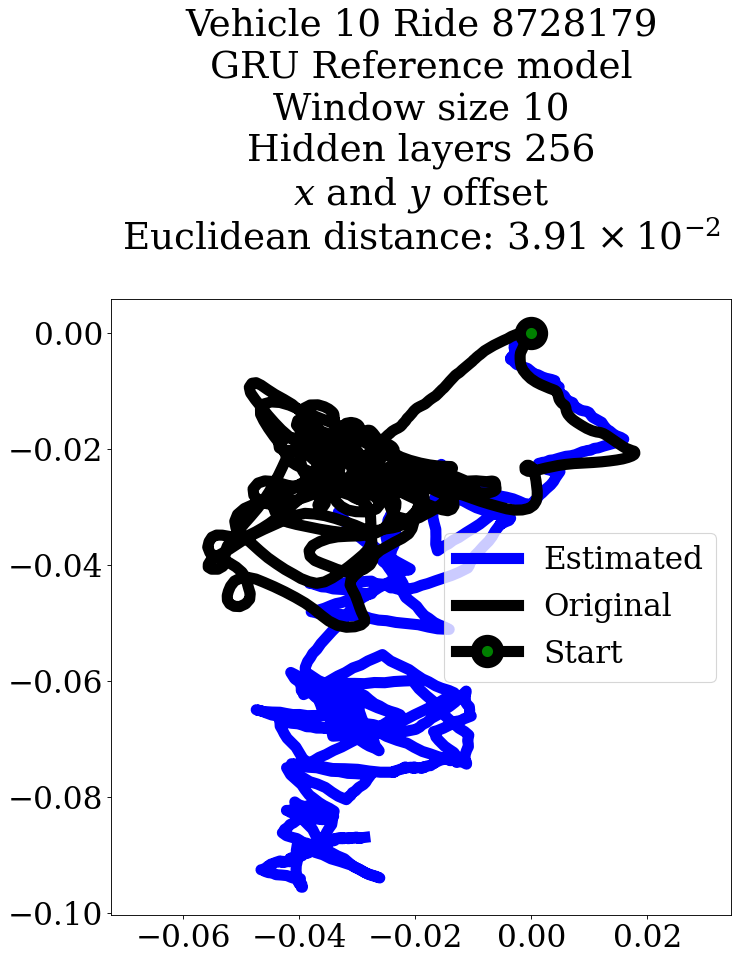 Vehicle 10 Ride 8728179
GRU Reference model
Window size 10
Hidden layers 256
x and y offset
Euclidean distance: 3.91 × 10⁻²
0.00
−0.02
−0.04
−0.06
−0.08
−0.10
Estimated
Original
Start
−0.06 −0.04 −0.02 0.00 0.02